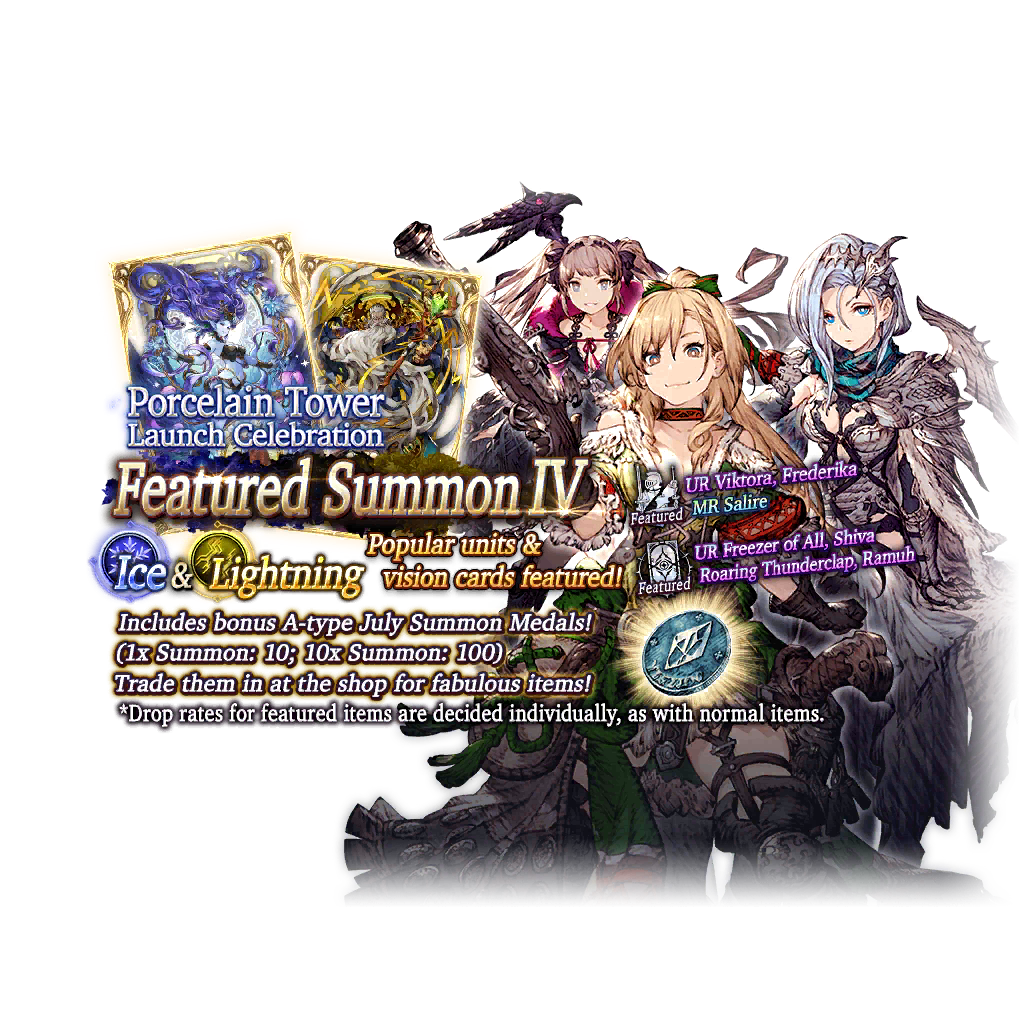 Porcelain Tower
Launch Celebration
Featured Summon IV
Ice & Lightning
Popular units &
vision cards featured!
Featured
UR Viktora, Frederika
MR Salire
Featured
UR Freezer of All, Shiva
Roaring Thunderclap, Ramuh
Includes bonus A-type July Summon Medals!
(1x Summon: 10; 10x Summon: 100)
Trade them in at the shop for fabulous items!
*Drop rates for featured items are decided individually, as with normal items.